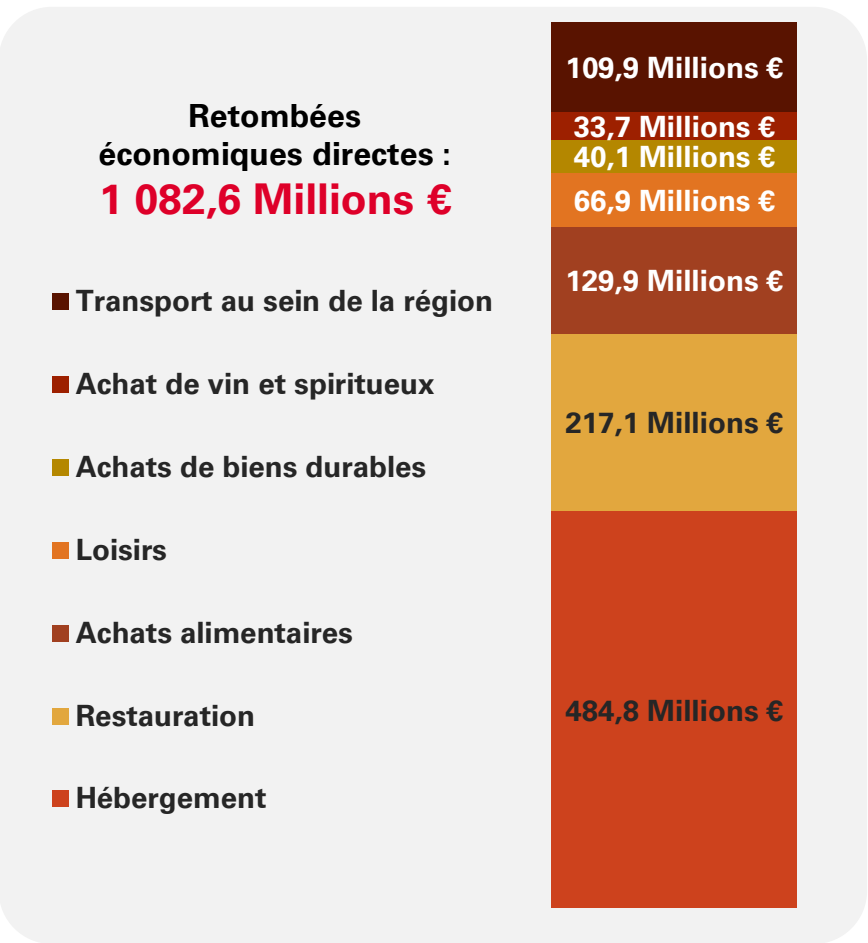 Retombées
économiques directes :
1 082,6 Millions €
Transport au sein de la région
Achat de vin et spiritueux
Achats de biens durables
Loisirs
Achats alimentaires
Restauration
Hébergement
109,9 Millions €
33,7 Millions €
40,1 Millions €
66,9 Millions €
129,9 Millions €
217,1 Millions €
484,8 Millions €